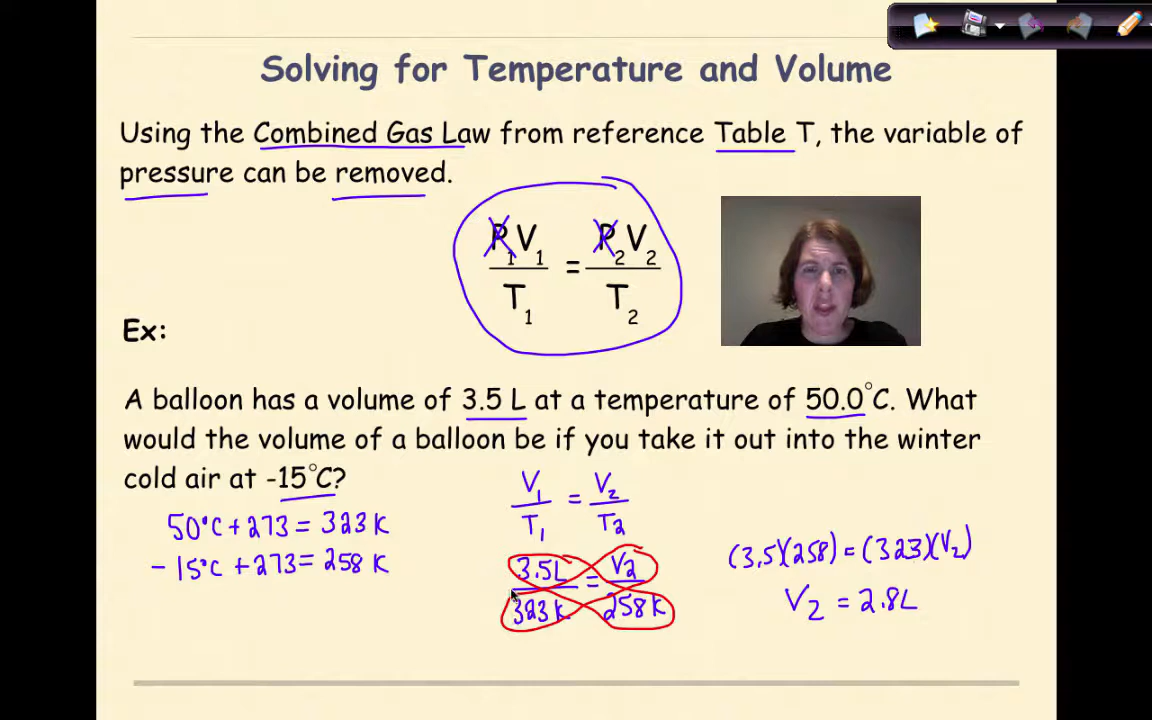 Solving for Temperature and Volume
Using the Combined Gas Law from reference Table T, the variable of
pressure can be removed.
P₁V₁ = P₂V₂
T₁ T₂
Ex:
A balloon has a volume of 3.5 L at a temperature of 50.0°C. What
would the volume of a balloon be if you take it out into the winter
cold air at -15°C?
V₁ = V₂
T₁ T₂
50°C + 273 = 323 K
- 15°C + 273 = 258 K
3.5L = V₂
323 K 258 K
(3.5)(258) = (323)(V₂)
V₂ = 2.8L